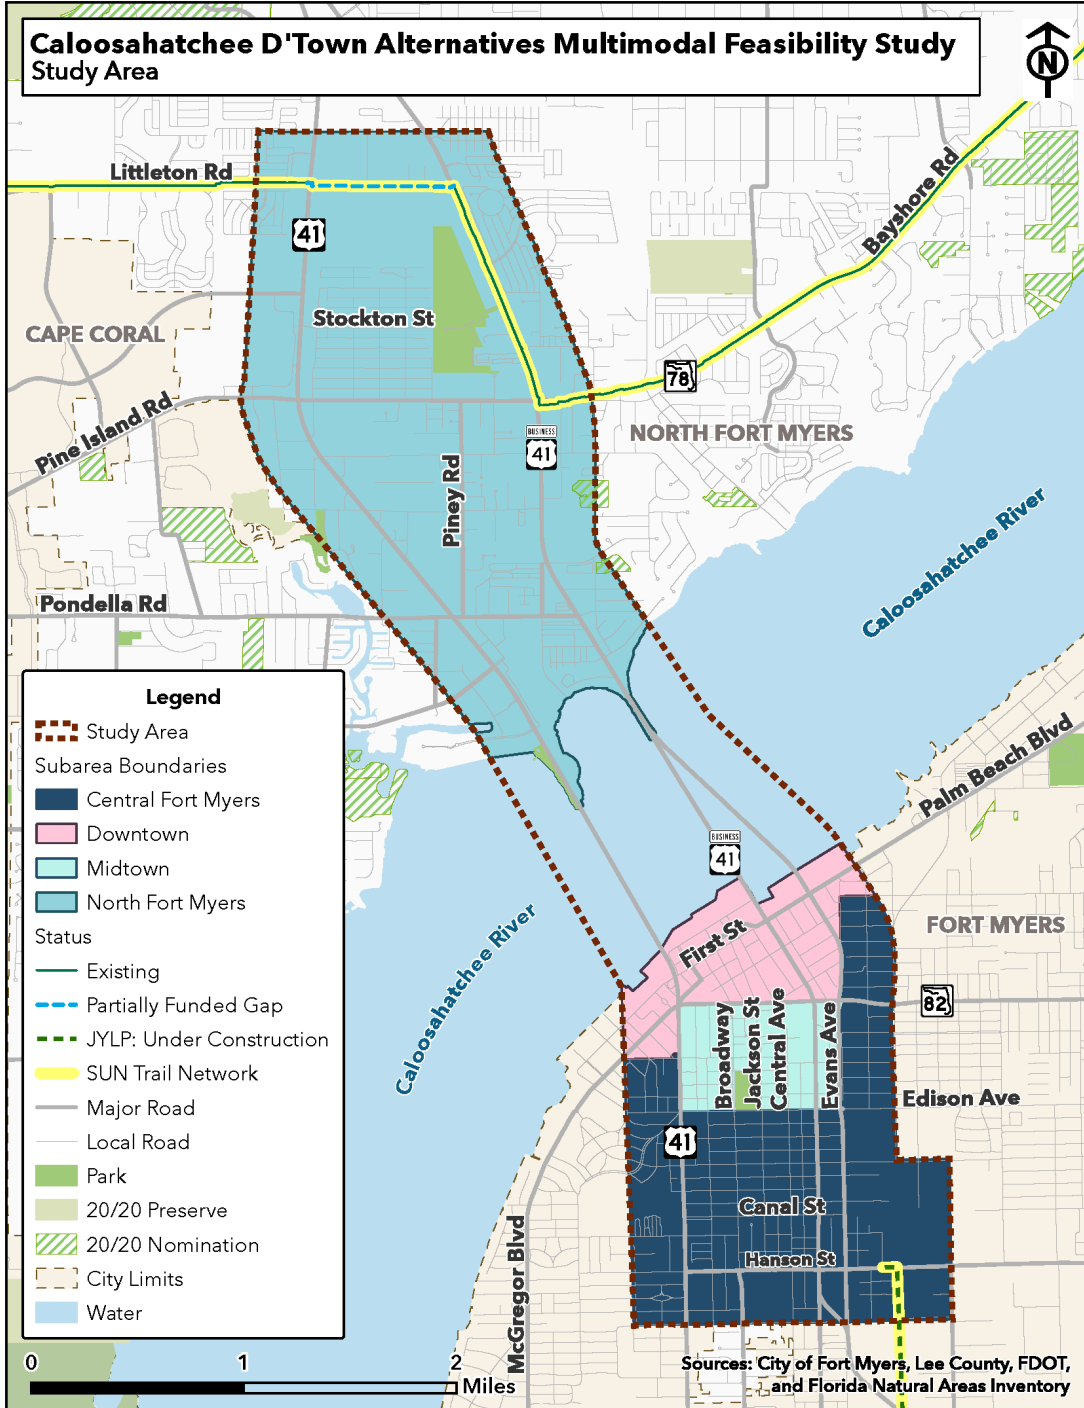 Caloosahatchee D'Town Alternatives Multimodal Feasibility Study
Study Area
N
Littleton Rd
Bayshore Rd
41
Stockton St
CAPE CORAL
78
Pine Island Rd
NORTH FORT MYERS
BUSINESS
41
Piney Rd
Caloosahatchee River
Pondella Rd
Legend
Study Area
Subarea Boundaries
Central Fort Myers
Downtown
Midtown
North Fort Myers
Status
Existing
Partially Funded Gap
JYLP: Under Construction
SUN Trail Network
Major Road
Local Road
Park
20/20 Preserve
20/20 Nomination
City Limits
Water
Palm Beach Blvd
BUSINESS
41
First St
FORT MYERS
Caloosahatchee River
82
Broadway
Jackson St
Central Ave
Evans Ave
Edison Ave
41
Canal St
Hanson St
McGregor Blvd
0 1 2
Miles
Sources: City of Fort Myers, Lee County, FDOT,
and Florida Natural Areas Inventory